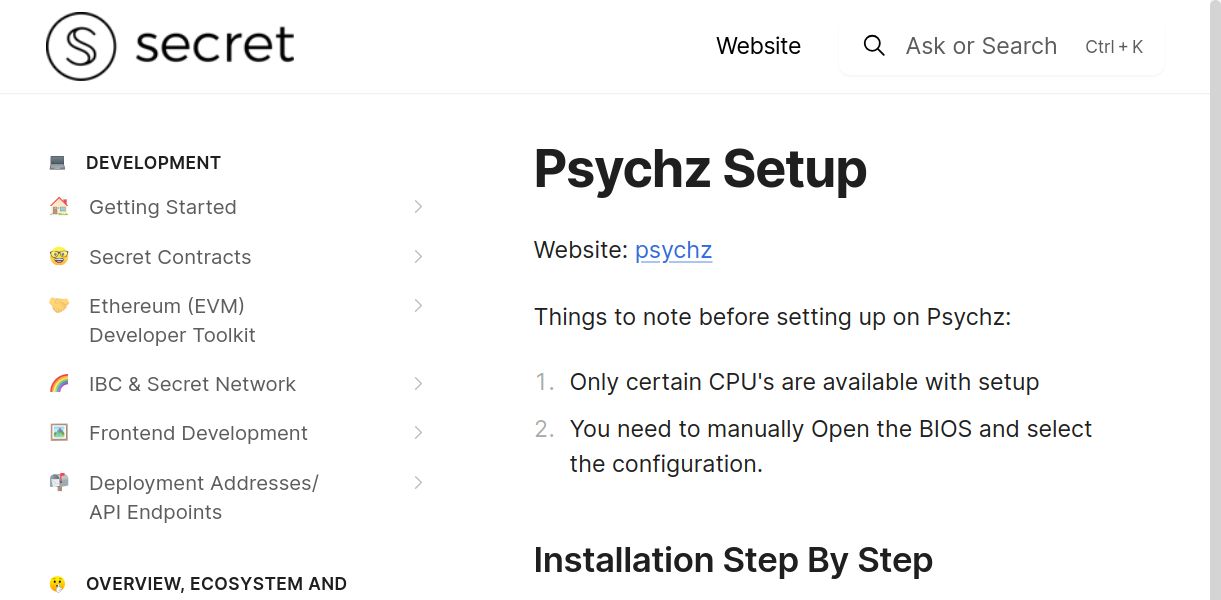 secret
Website
Ask or Search
Ctrl + K
DEVELOPMENT
Getting Started
Secret Contracts
Ethereum (EVM)
Developer Toolkit
IBC & Secret Network
Frontend Development
Deployment Addresses/
API Endpoints
OVERVIEW, ECOSYSTEM AND
Psychz Setup
Website: psychz
Things to note before setting up on Psychz:
1. Only certain CPU's are available with setup
2. You need to manually Open the BIOS and select
the configuration.
Installation Step By Step